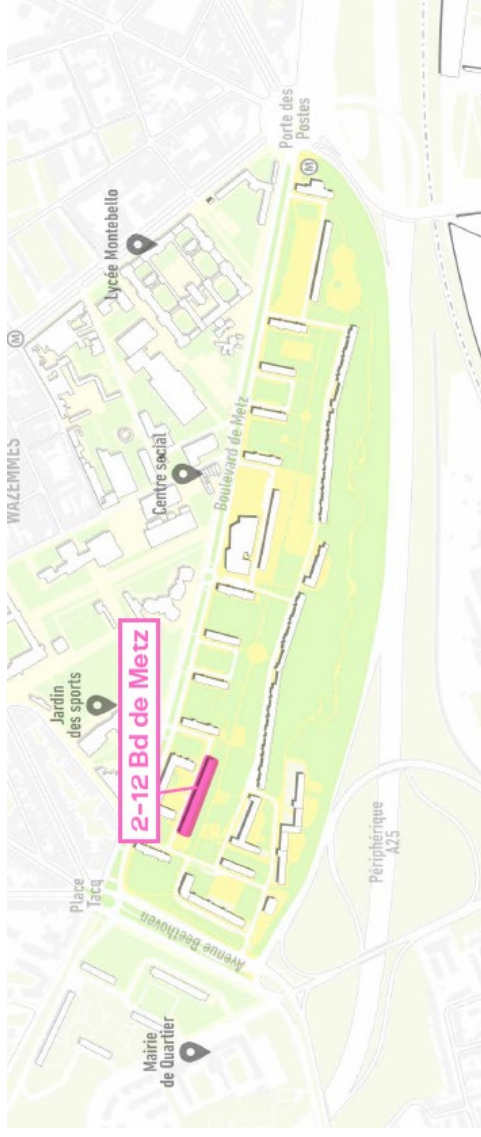 WAZEMMES
M
Lycée Montebello
Porte des
Postes
M
Centre social
Boulevard de Metz
Jardin
des sports
2-12 Bd de Metz
Place
Tacq
Avenue Beethoven
Mairie
de Quartier
Périphérique
A25